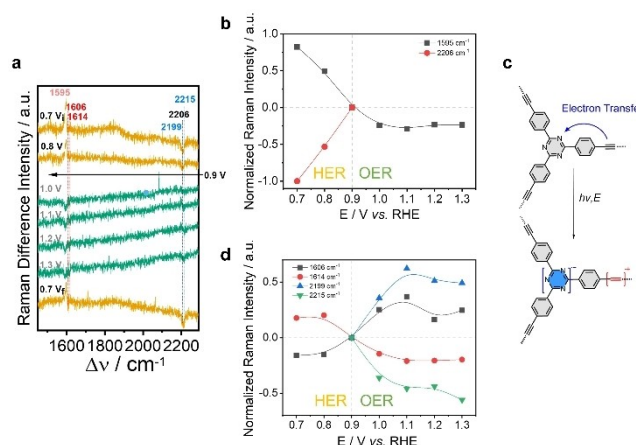 a
Raman Difference Intensity / a.u.
1595
1606
1614
2215
2206
2199
0.7 V
0.8 V
0.9 V
1.0 V
1.1 V
1.2 V
1.3 V
0.7 V
1600 1800 2000 2200
Δν / cm-1
b
Normalized Raman Intensity / a.u.
1.0
0.5
0.0
-0.5
-1.0
1595 cm-1
2206 cm-1
HER OER
0.7 0.8 0.9 1.0 1.1 1.2 1.3
E / V vs. RHE
c
Electron Transfer
N N
N
hν,E
N N
N
d
Normalized Raman Intensity / a.u.
0.5
0.0
-0.5
1606 cm-1
1614 cm-1
2199 cm-1
2215 cm-1
HER OER
0.7 0.8 0.9 1.0 1.1 1.2 1.3
E / V vs. RHE